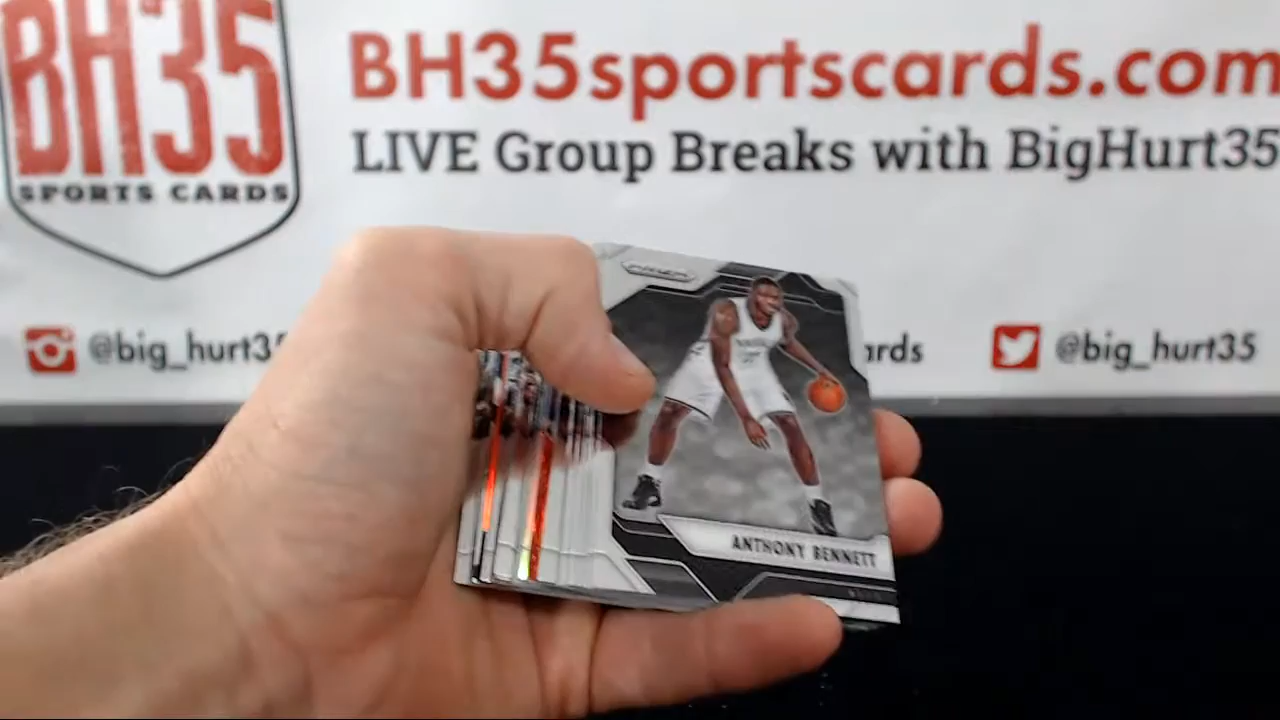 BH35
SPORTS CARDS
BH35sportscards.com
LIVE Group Breaks with BigHurt35
@big_hurt35
ards
@big_hurt35
PRIZM
ANTHONY BENNETT